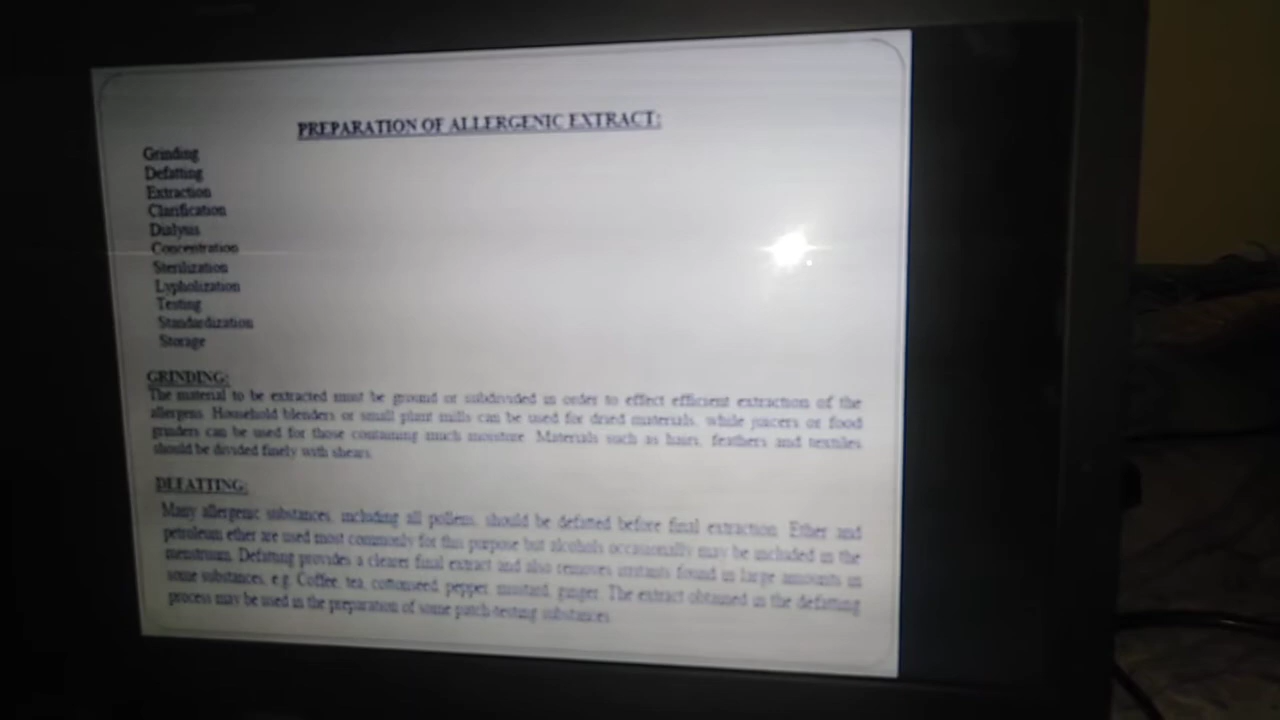 PREPARATION OF ALLERGENIC EXTRACT:
Grinding
Defatting
Extraction
Clarification
Dialysis
Concentration
Sterilization
Lypholization
Testing
Standardization
Storage
GRINDING:
The material to be extracted must be ground or subdivided in order to effect efficient extraction of the
allergens. Household blenders or small plant mills can be used for dried materials, while juicers or food
grinders can be used for those containing much moisture. Materials such as hairs, feathers and textiles
should be divided finely with shears.
DEFATTING:
Many allergenic substances, including all pollens, should be defatted before final extraction. Ether and
petroleum ether are used most commonly for this purpose but alcohols occasionally may be included in the
menstruum. Defatting provides a clearer final extract and also removes irritants found in large amounts in
some substances, e.g. Coffee, tea, cottonseed, pepper, mustard, ginger. The extract obtained in the defatting
process may be used in the preparation of some patch-testing substances.